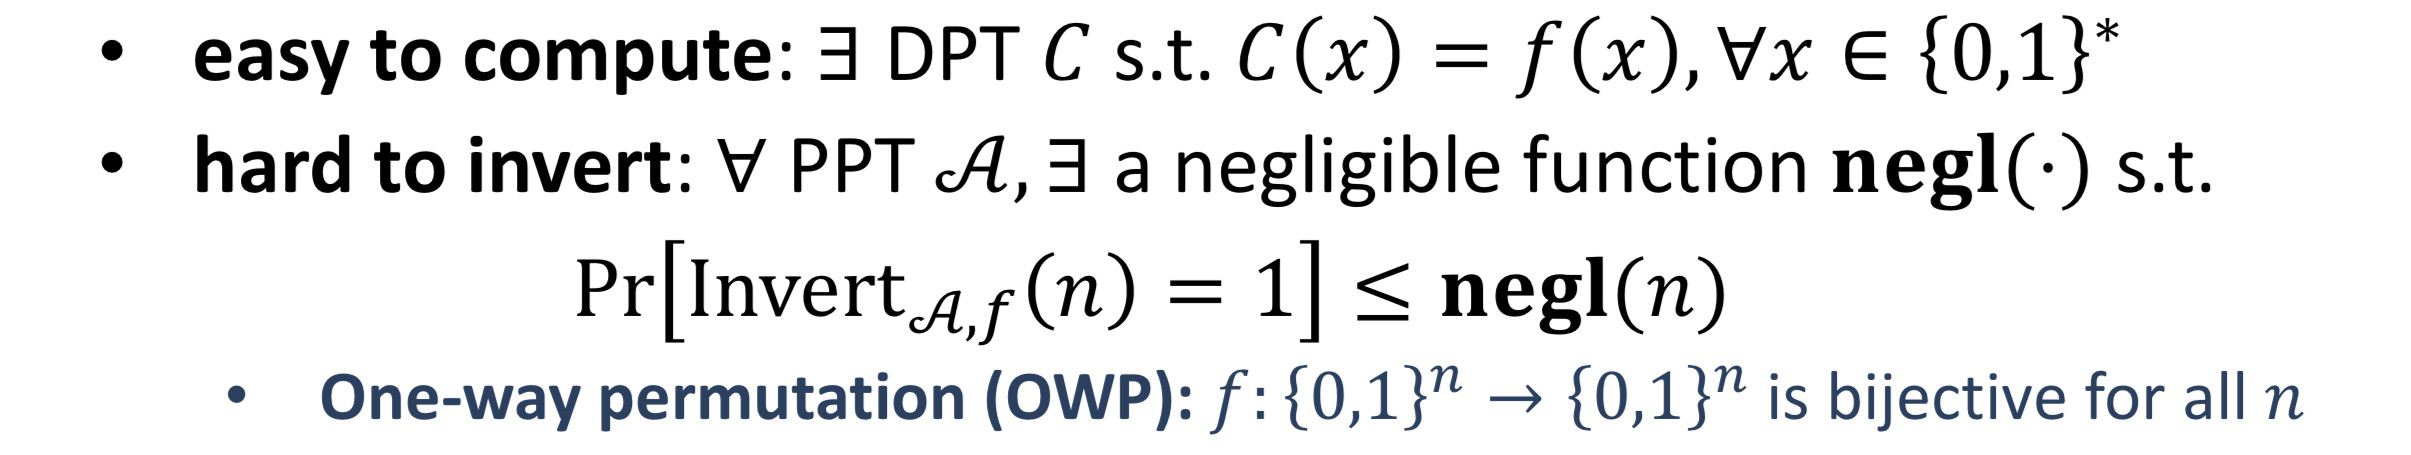 • easy to compute: ∃ DPT C s.t. C(x) = f(x), ∀x ∈ {0,1}*
• hard to invert: ∀ PPT 𝒜, ∃ a negligible function negl(·) s.t.
Pr[Invert_{𝒜,f}(n) = 1] ≤ negl(n)
• One-way permutation (OWP): f: {0,1}ⁿ → {0,1}ⁿ is bijective for all n